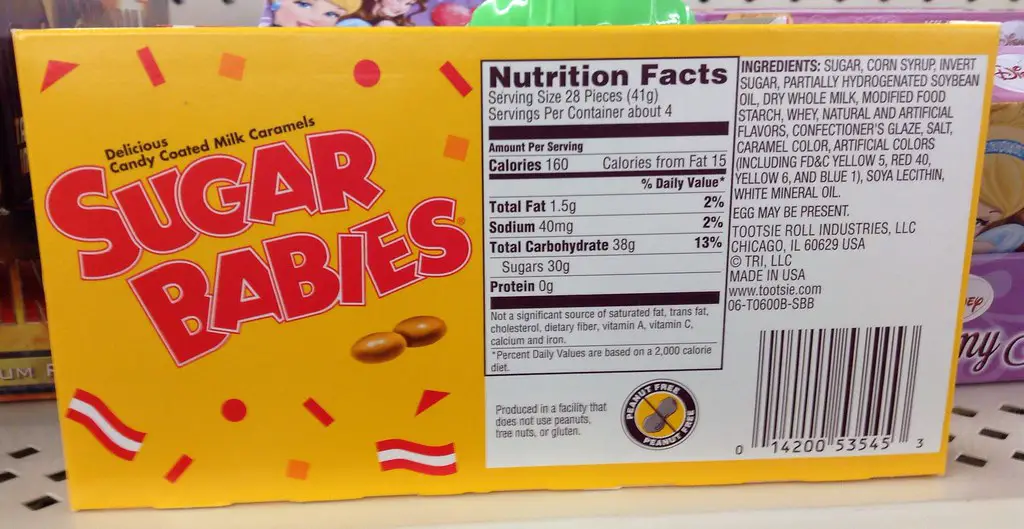 Delicious
Candy Coated Milk Caramels
SUGAR
BABIES®
Nutrition Facts
Serving Size 28 Pieces (41g)
Servings Per Container about 4
Amount Per Serving
Calories 160 Calories from Fat 15
% Daily Value*
Total Fat 1.5g 2%
Sodium 40mg 2%
Total Carbohydrate 38g 13%
Sugars 30g
Protein 0g
Not a significant source of saturated fat, trans fat,
cholesterol, dietary fiber, vitamin A, vitamin C,
calcium and iron.
*Percent Daily Values are based on a 2,000 calorie
diet.
Produced in a facility that
does not use peanuts,
tree nuts, or gluten.
PEANUT FREE
PEANUT FREE
INGREDIENTS: SUGAR, CORN SYRUP, INVERT
SUGAR, PARTIALLY HYDROGENATED SOYBEAN
OIL, DRY WHOLE MILK, MODIFIED FOOD
STARCH, WHEY, NATURAL AND ARTIFICIAL
FLAVORS, CONFECTIONER'S GLAZE, SALT,
CARAMEL COLOR, ARTIFICIAL COLORS
(INCLUDING FD&C YELLOW 5, RED 40,
YELLOW 6, AND BLUE 1), SOYA LECITHIN,
WHITE MINERAL OIL.
EGG MAY BE PRESENT.
TOOTSIE ROLL INDUSTRIES, LLC
CHICAGO, IL 60629 USA
© TRI, LLC
MADE IN USA
www.tootsie.com
06-T0600B-SBB
0 14200 53545 3